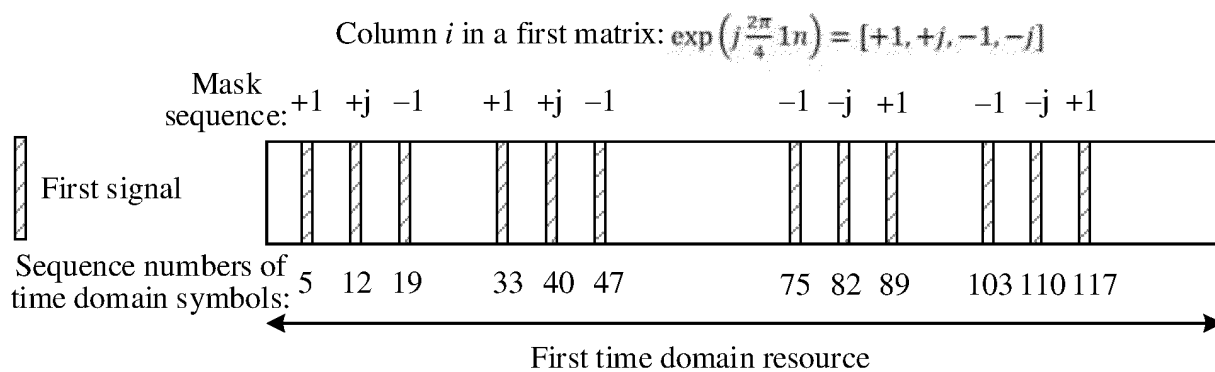 Column i in a first matrix: exp(j 2π/4 1n) = [+1, +j, −1, −j]
Mask sequence: +1 +j −1 +1 +j −1 −1 −j +1 −1 −j +1
First signal
Sequence numbers of
time domain symbols: 5 12 19 33 40 47 75 82 89 103 110 117
First time domain resource